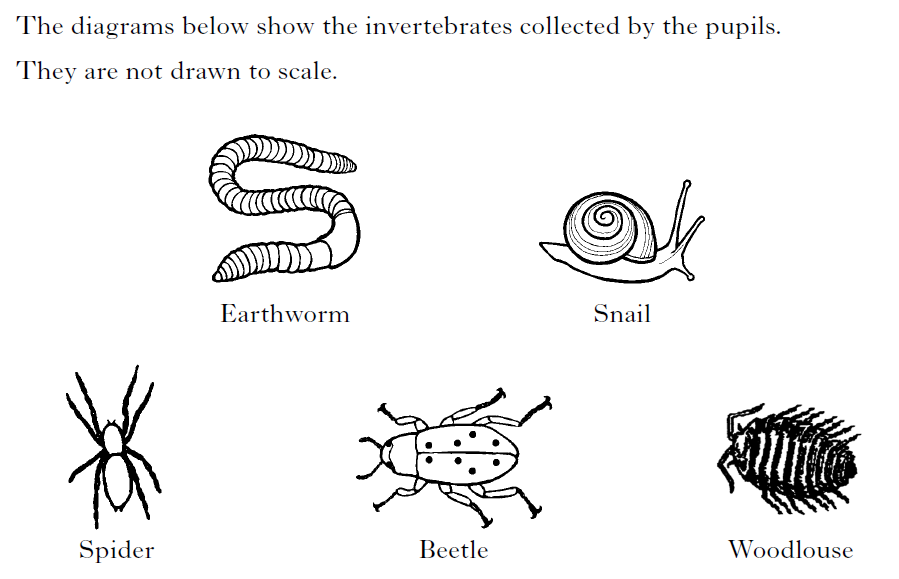 The diagrams below show the invertebrates collected by the pupils.
They are not drawn to scale.
Earthworm
Snail
Spider
Beetle
Woodlouse